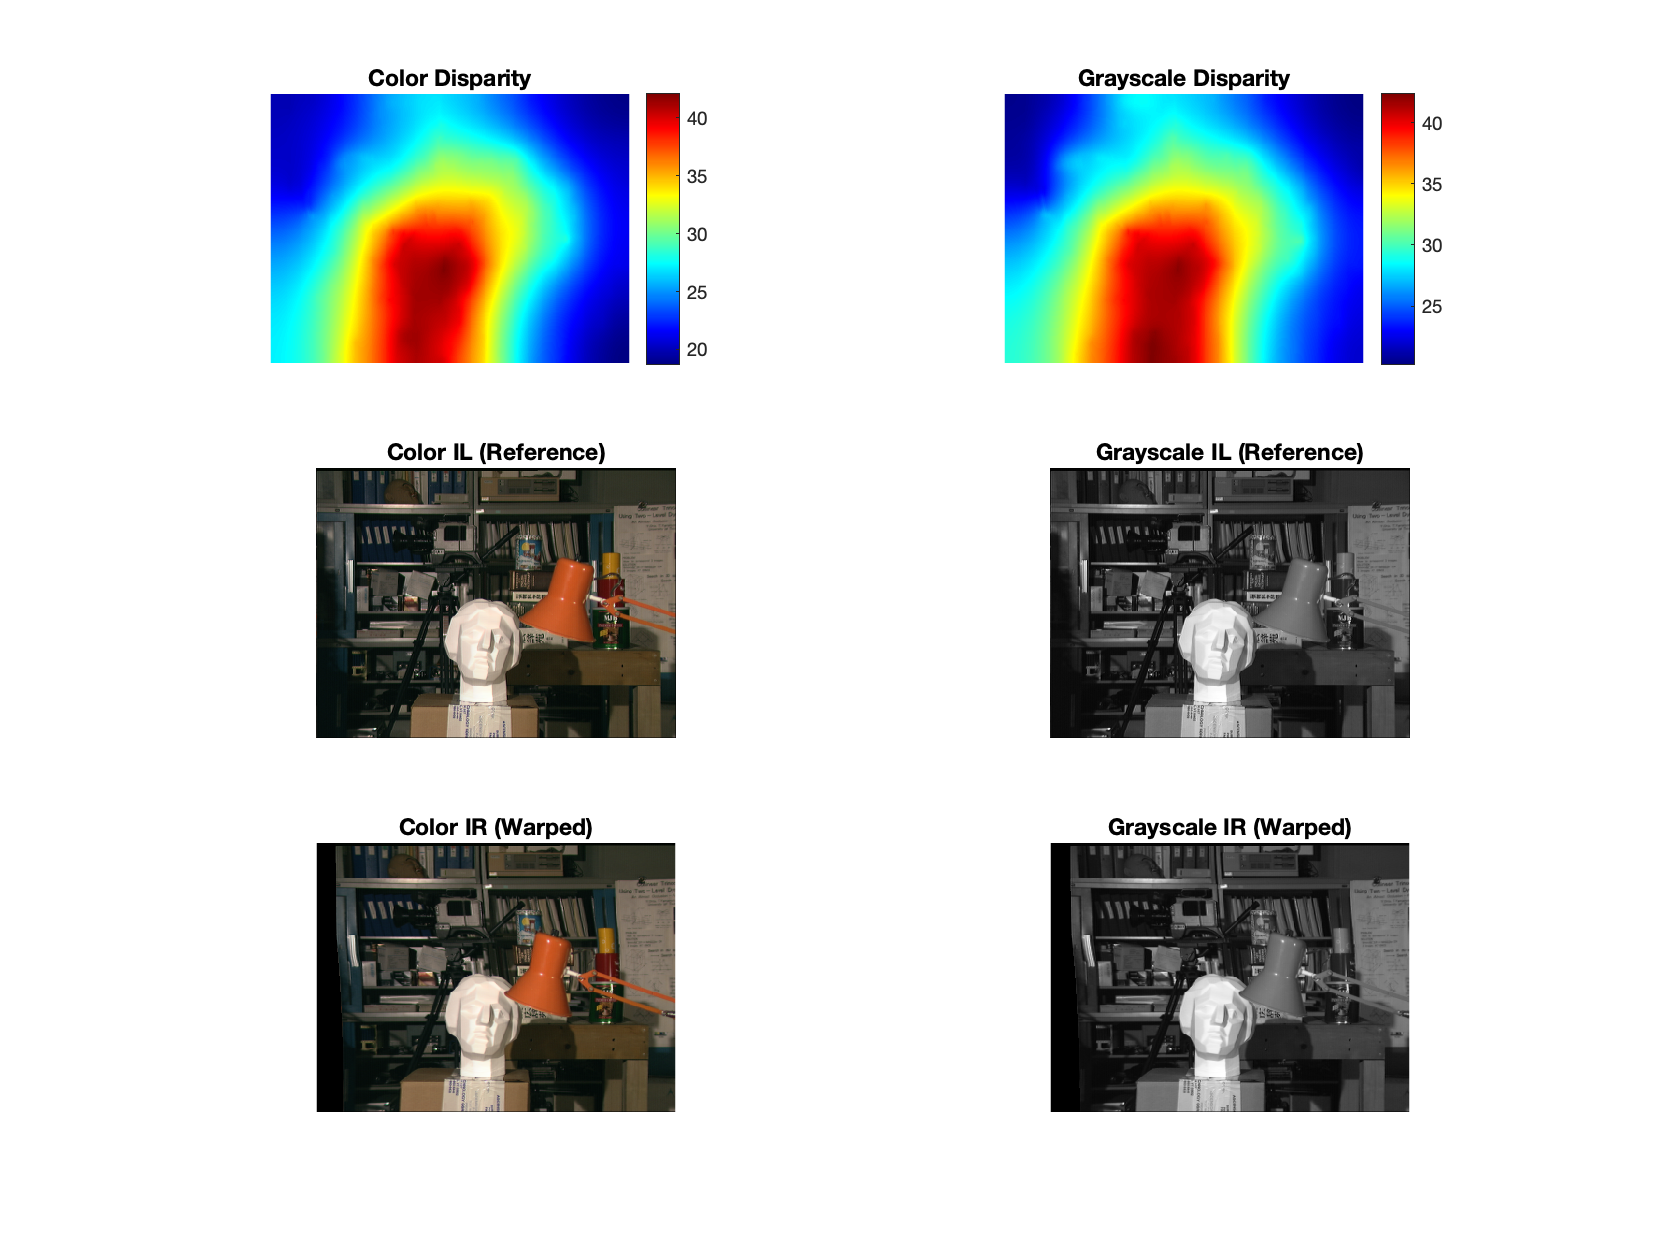 Color Disparity
40
35
30
25
20
Grayscale Disparity
40
35
30
25
Color IL (Reference)
Grayscale IL (Reference)
Color IR (Warped)
Grayscale IR (Warped)